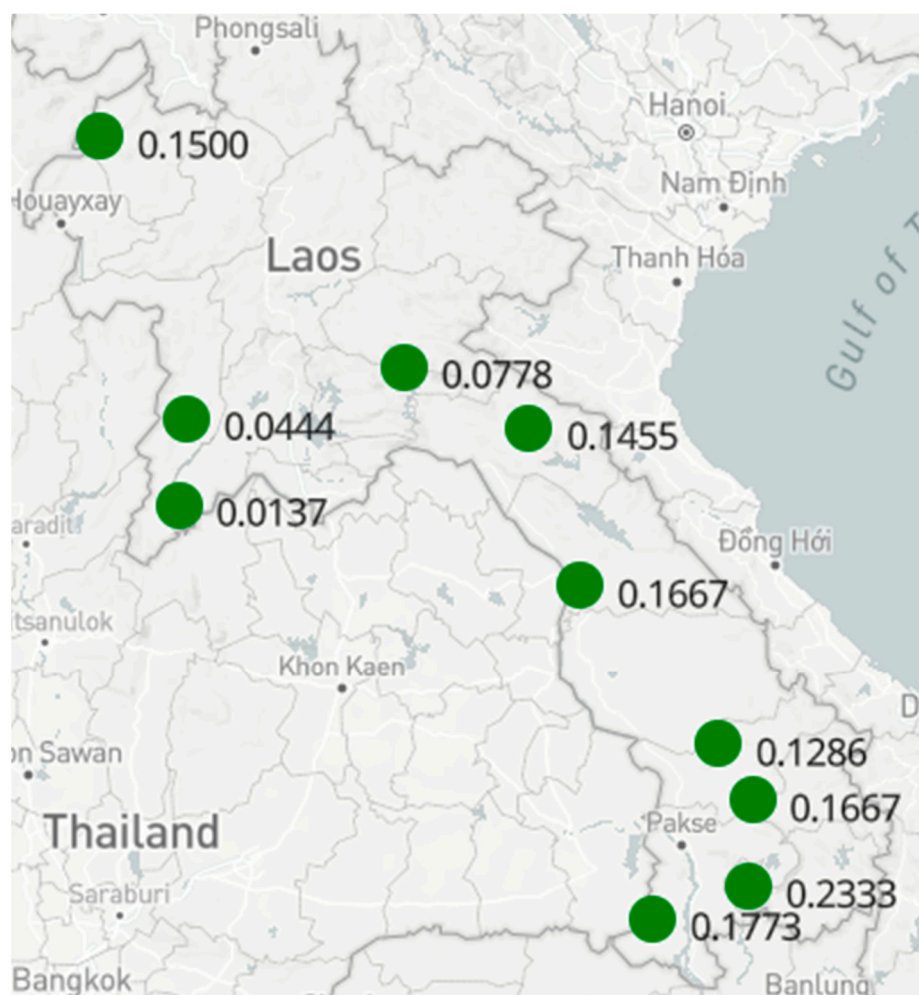 Phongsali
Hanoi
0.1500
Nam Định
Houayxay
Laos
Thanh Hóa
Gulf of T
0.0778
0.0444
0.1455
0.0137
aradit
Đồng Hới
0.1667
tsanulok
Khon Kaen
D
on Sawan
0.1286
0.1667
Thailand
Pakse
Saraburi
0.2333
0.1773
Bangkok
Banlung